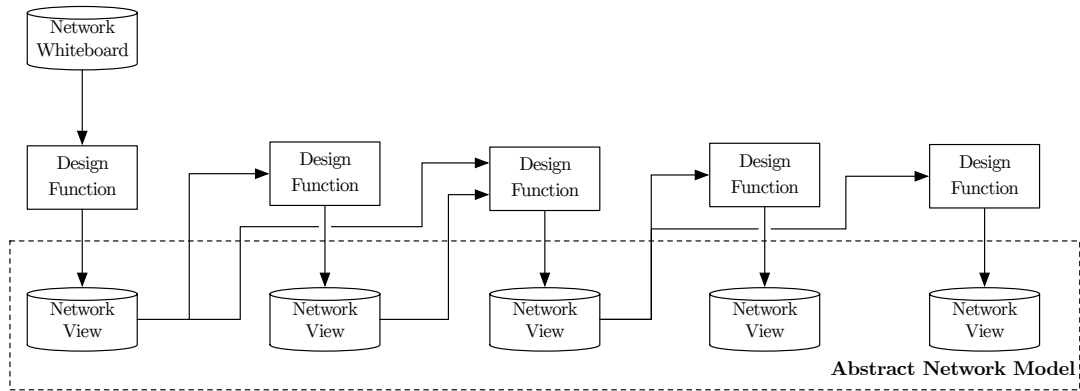 Network
Whiteboard
Design
Function
Design
Function
Design
Function
Design
Function
Design
Function
Network
View
Network
View
Network
View
Network
View
Network
View
Abstract Network Model